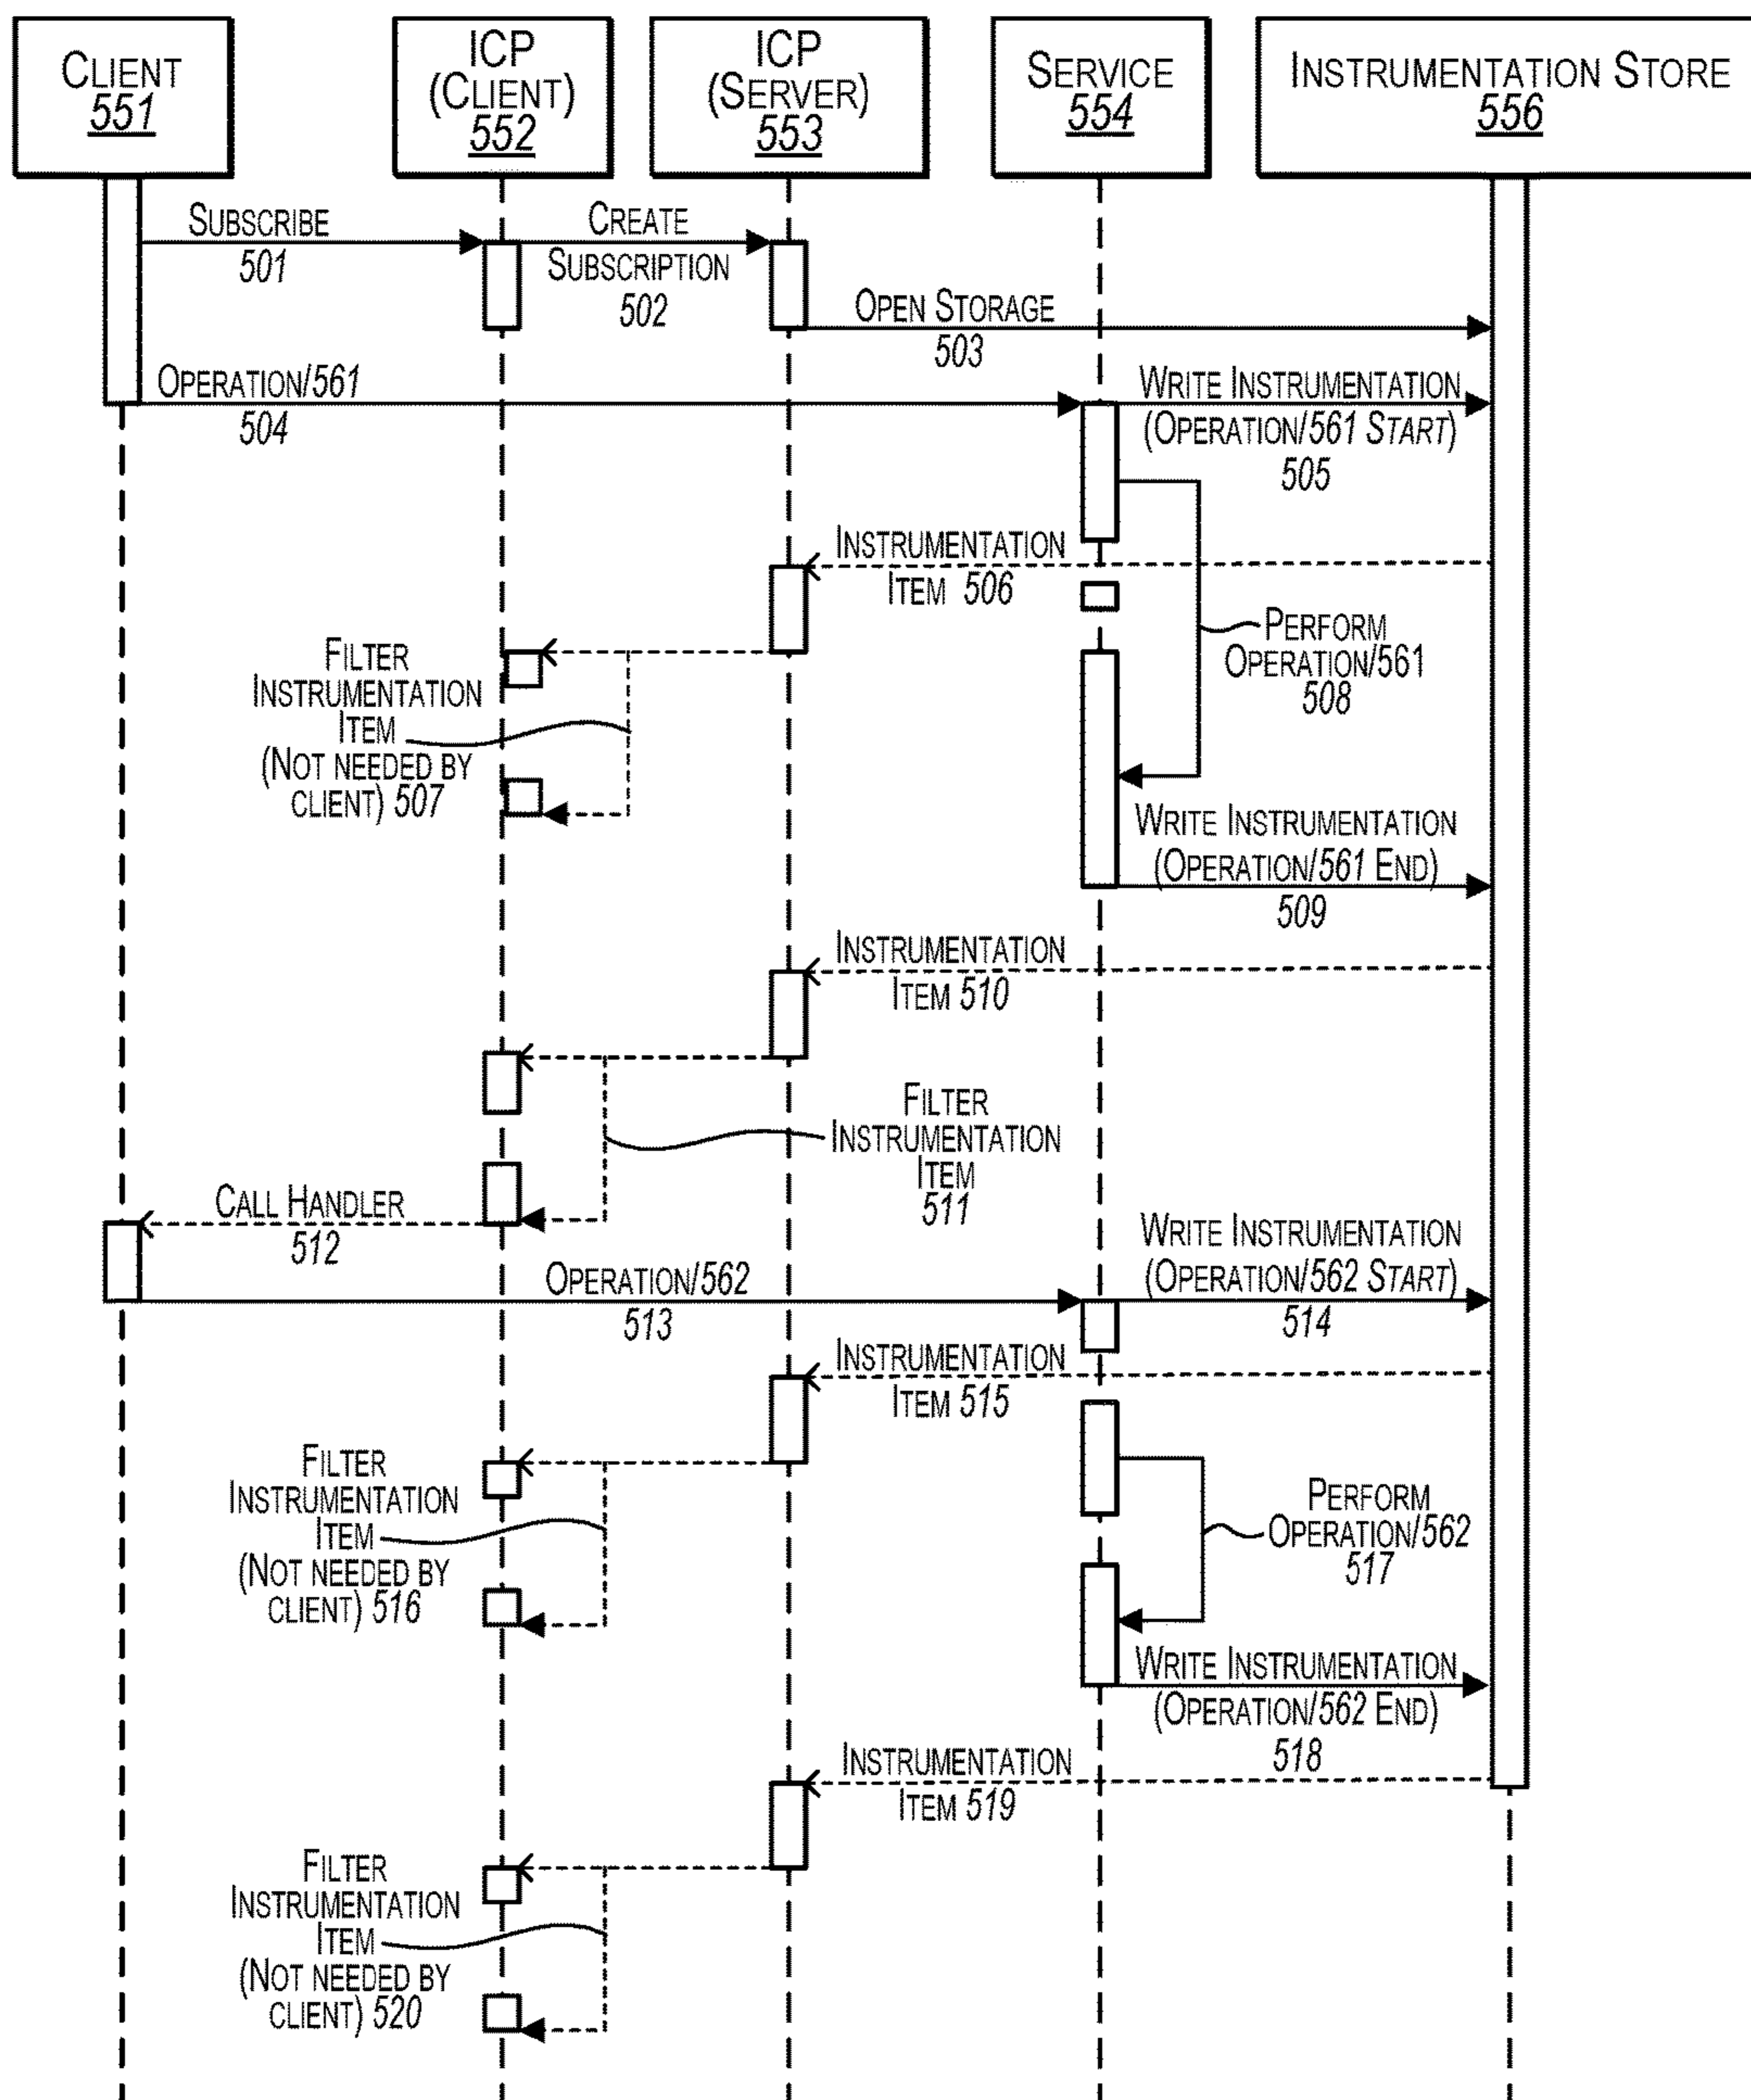 CLIENT
551
ICP
(CLIENT)
552
ICP
(SERVER)
553
SERVICE
554
INSTRUMENTATION STORE
556
SUBSCRIBE
501
CREATE
SUBSCRIPTION
502
OPEN STORAGE
503
OPERATION/561
504
WRITE INSTRUMENTATION
(OPERATION/561 START)
505
INSTRUMENTATION
ITEM 506
FILTER
INSTRUMENTATION
ITEM
(NOT NEEDED BY
CLIENT) 507
PERFORM
OPERATION/561
508
WRITE INSTRUMENTATION
(OPERATION/561 END)
509
INSTRUMENTATION
ITEM 510
FILTER
INSTRUMENTATION
ITEM
511
CALL HANDLER
512
OPERATION/562
513
WRITE INSTRUMENTATION
(OPERATION/562 START)
514
INSTRUMENTATION
ITEM 515
FILTER
INSTRUMENTATION
ITEM
(NOT NEEDED BY
CLIENT) 516
PERFORM
OPERATION/562
517
WRITE INSTRUMENTATION
(OPERATION/562 END)
518
INSTRUMENTATION
ITEM 519
FILTER
INSTRUMENTATION
ITEM
(NOT NEEDED BY
CLIENT) 520